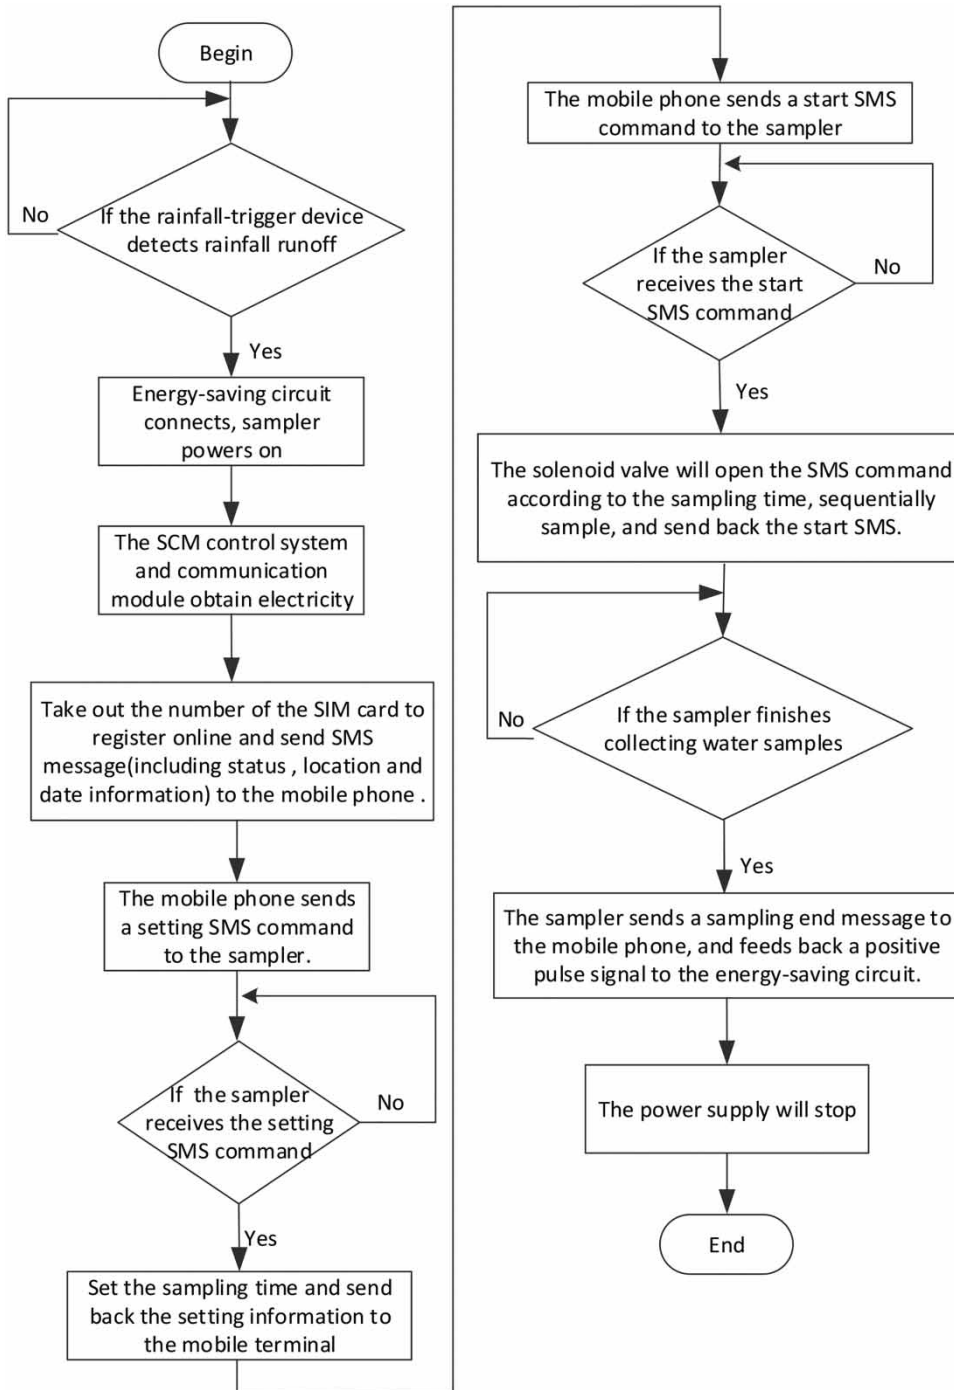 Begin
No
If the rainfall-trigger device
detects rainfall runoff
Yes
Energy-saving circuit
connects, sampler
powers on
The SCM control system
and communication
module obtain electricity
Take out the number of the SIM card to
register online and send SMS
message(including status , location and
date information) to the mobile phone .
The mobile phone sends
a setting SMS command
to the sampler.
If the sampler
receives the setting
SMS command
No
Yes
Set the sampling time and send
back the setting information to
the mobile terminal
The mobile phone sends a start SMS
command to the sampler
If the sampler
receives the start
SMS command
No
Yes
The solenoid valve will open the SMS command
according to the sampling time, sequentially
sample, and send back the start SMS.
No
If the sampler finishes
collecting water samples
Yes
The sampler sends a sampling end message to
the mobile phone, and feeds back a positive
pulse signal to the energy-saving circuit.
The power supply will stop
End